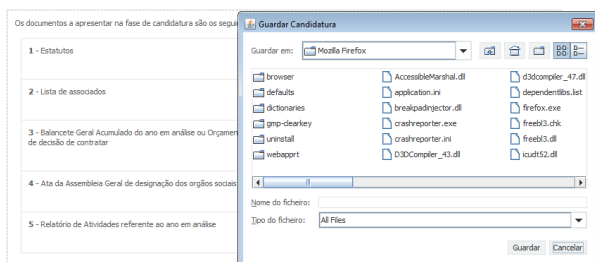 Os documentos a apresentar na fase de candidatura são os segui
1 - Estatutos
2 - Lista de associados
3 - Balancete Geral Acumulado do ano em análise ou Orçamen
de decisão de contratar
4 - Ata da Assembleia Geral de designação dos orgãos sociais
5 - Relatório de Atividades referente ao ano em análise
Guardar Candidatura
Guardar em: Mozilla Firefox
browser AccessibleMarshal.dll d3dcompiler_47.dll
defaults application.ini dependentlibs.list
dictionaries breakpadinjector.dll firefox.exe
gmp-clearkey crashreporter.exe freebl3.chk
uninstall crashreporter.ini freebl3.dll
webapprt D3DCompiler_43.dll icudt52.dll
Nome do ficheiro:
Tipo do ficheiro: All Files
Guardar Cancelar